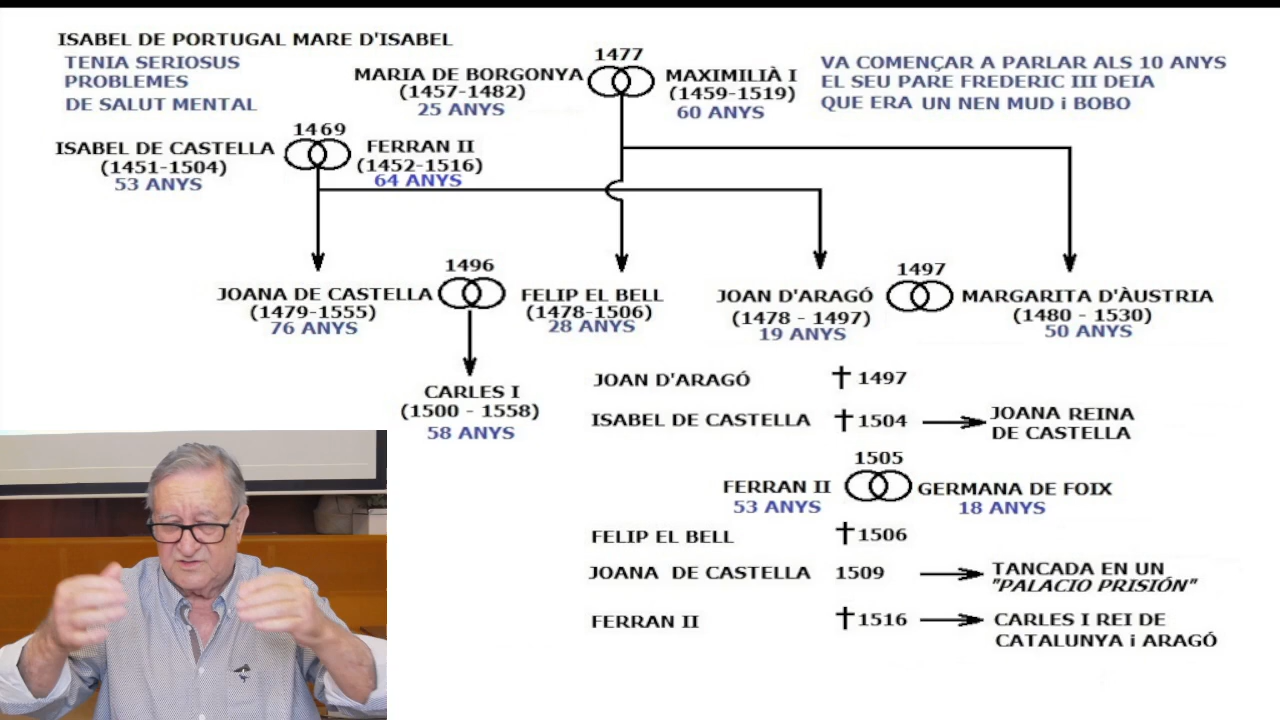 ISABEL DE PORTUGAL MARE D'ISABEL
TENIA SERIOSUS
PROBLEMES
DE SALUT MENTAL
1477
MARIA DE BORGONYA
(1457-1482)
25 ANYS
MAXIMILIÀ I
(1459-1519)
60 ANYS
VA COMENÇAR A PARLAR ALS 10 ANYS
EL SEU PARE FREDERIC III DEIA
QUE ERA UN NEN MUD i BOBO
1469
ISABEL DE CASTELLA
(1451-1504)
53 ANYS
FERRAN II
(1452-1516)
64 ANYS
1496
JOANA DE CASTELLA
(1479-1555)
76 ANYS
FELIP EL BELL
(1478-1506)
28 ANYS
1497
JOAN D'ARAGÓ
(1478 - 1497)
19 ANYS
MARGARITA D'ÀUSTRIA
(1480 - 1530)
50 ANYS
CARLES I
(1500 - 1558)
58 ANYS
JOAN D'ARAGÓ 1497
ISABEL DE CASTELLA 1504 JOANA REINA
DE CASTELLA
1505
FERRAN II GERMANA DE FOIX
53 ANYS 18 ANYS
FELIP EL BELL 1506
JOANA DE CASTELLA 1509 TANCADA EN UN
"PALACIO PRISIÓN"
FERRAN II 1516 CARLES I REI DE
CATALUNYA i ARAGÓ